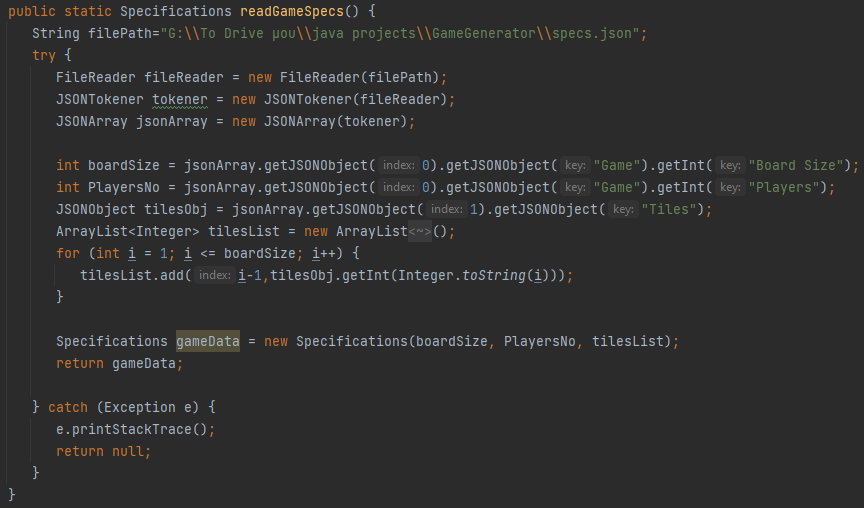 public static Specifications readGameSpecs() {
String filePath="G:\\To Drive μου\\java projects\\GameGenerator\\specs.json";
try {
FileReader fileReader = new FileReader(filePath);
JSONTokener tokener = new JSONTokener(fileReader);
JSONArray jsonArray = new JSONArray(tokener);
int boardSize = jsonArray.getJSONObject( index: 0).getJSONObject( key: "Game").getInt( key: "Board Size");
int PlayersNo = jsonArray.getJSONObject( index: 0).getJSONObject( key: "Game").getInt( key: "Players");
JSONObject tilesObj = jsonArray.getJSONObject( index: 1).getJSONObject( key: "Tiles");
ArrayList<Integer> tilesList = new ArrayList<~>();
for (int i = 1; i <= boardSize; i++) {
tilesList.add( index: i-1,tilesObj.getInt(Integer.toString(i)));
}
Specifications gameData = new Specifications(boardSize, PlayersNo, tilesList);
return gameData;
} catch (Exception e) {
e.printStackTrace();
return null;
}
}